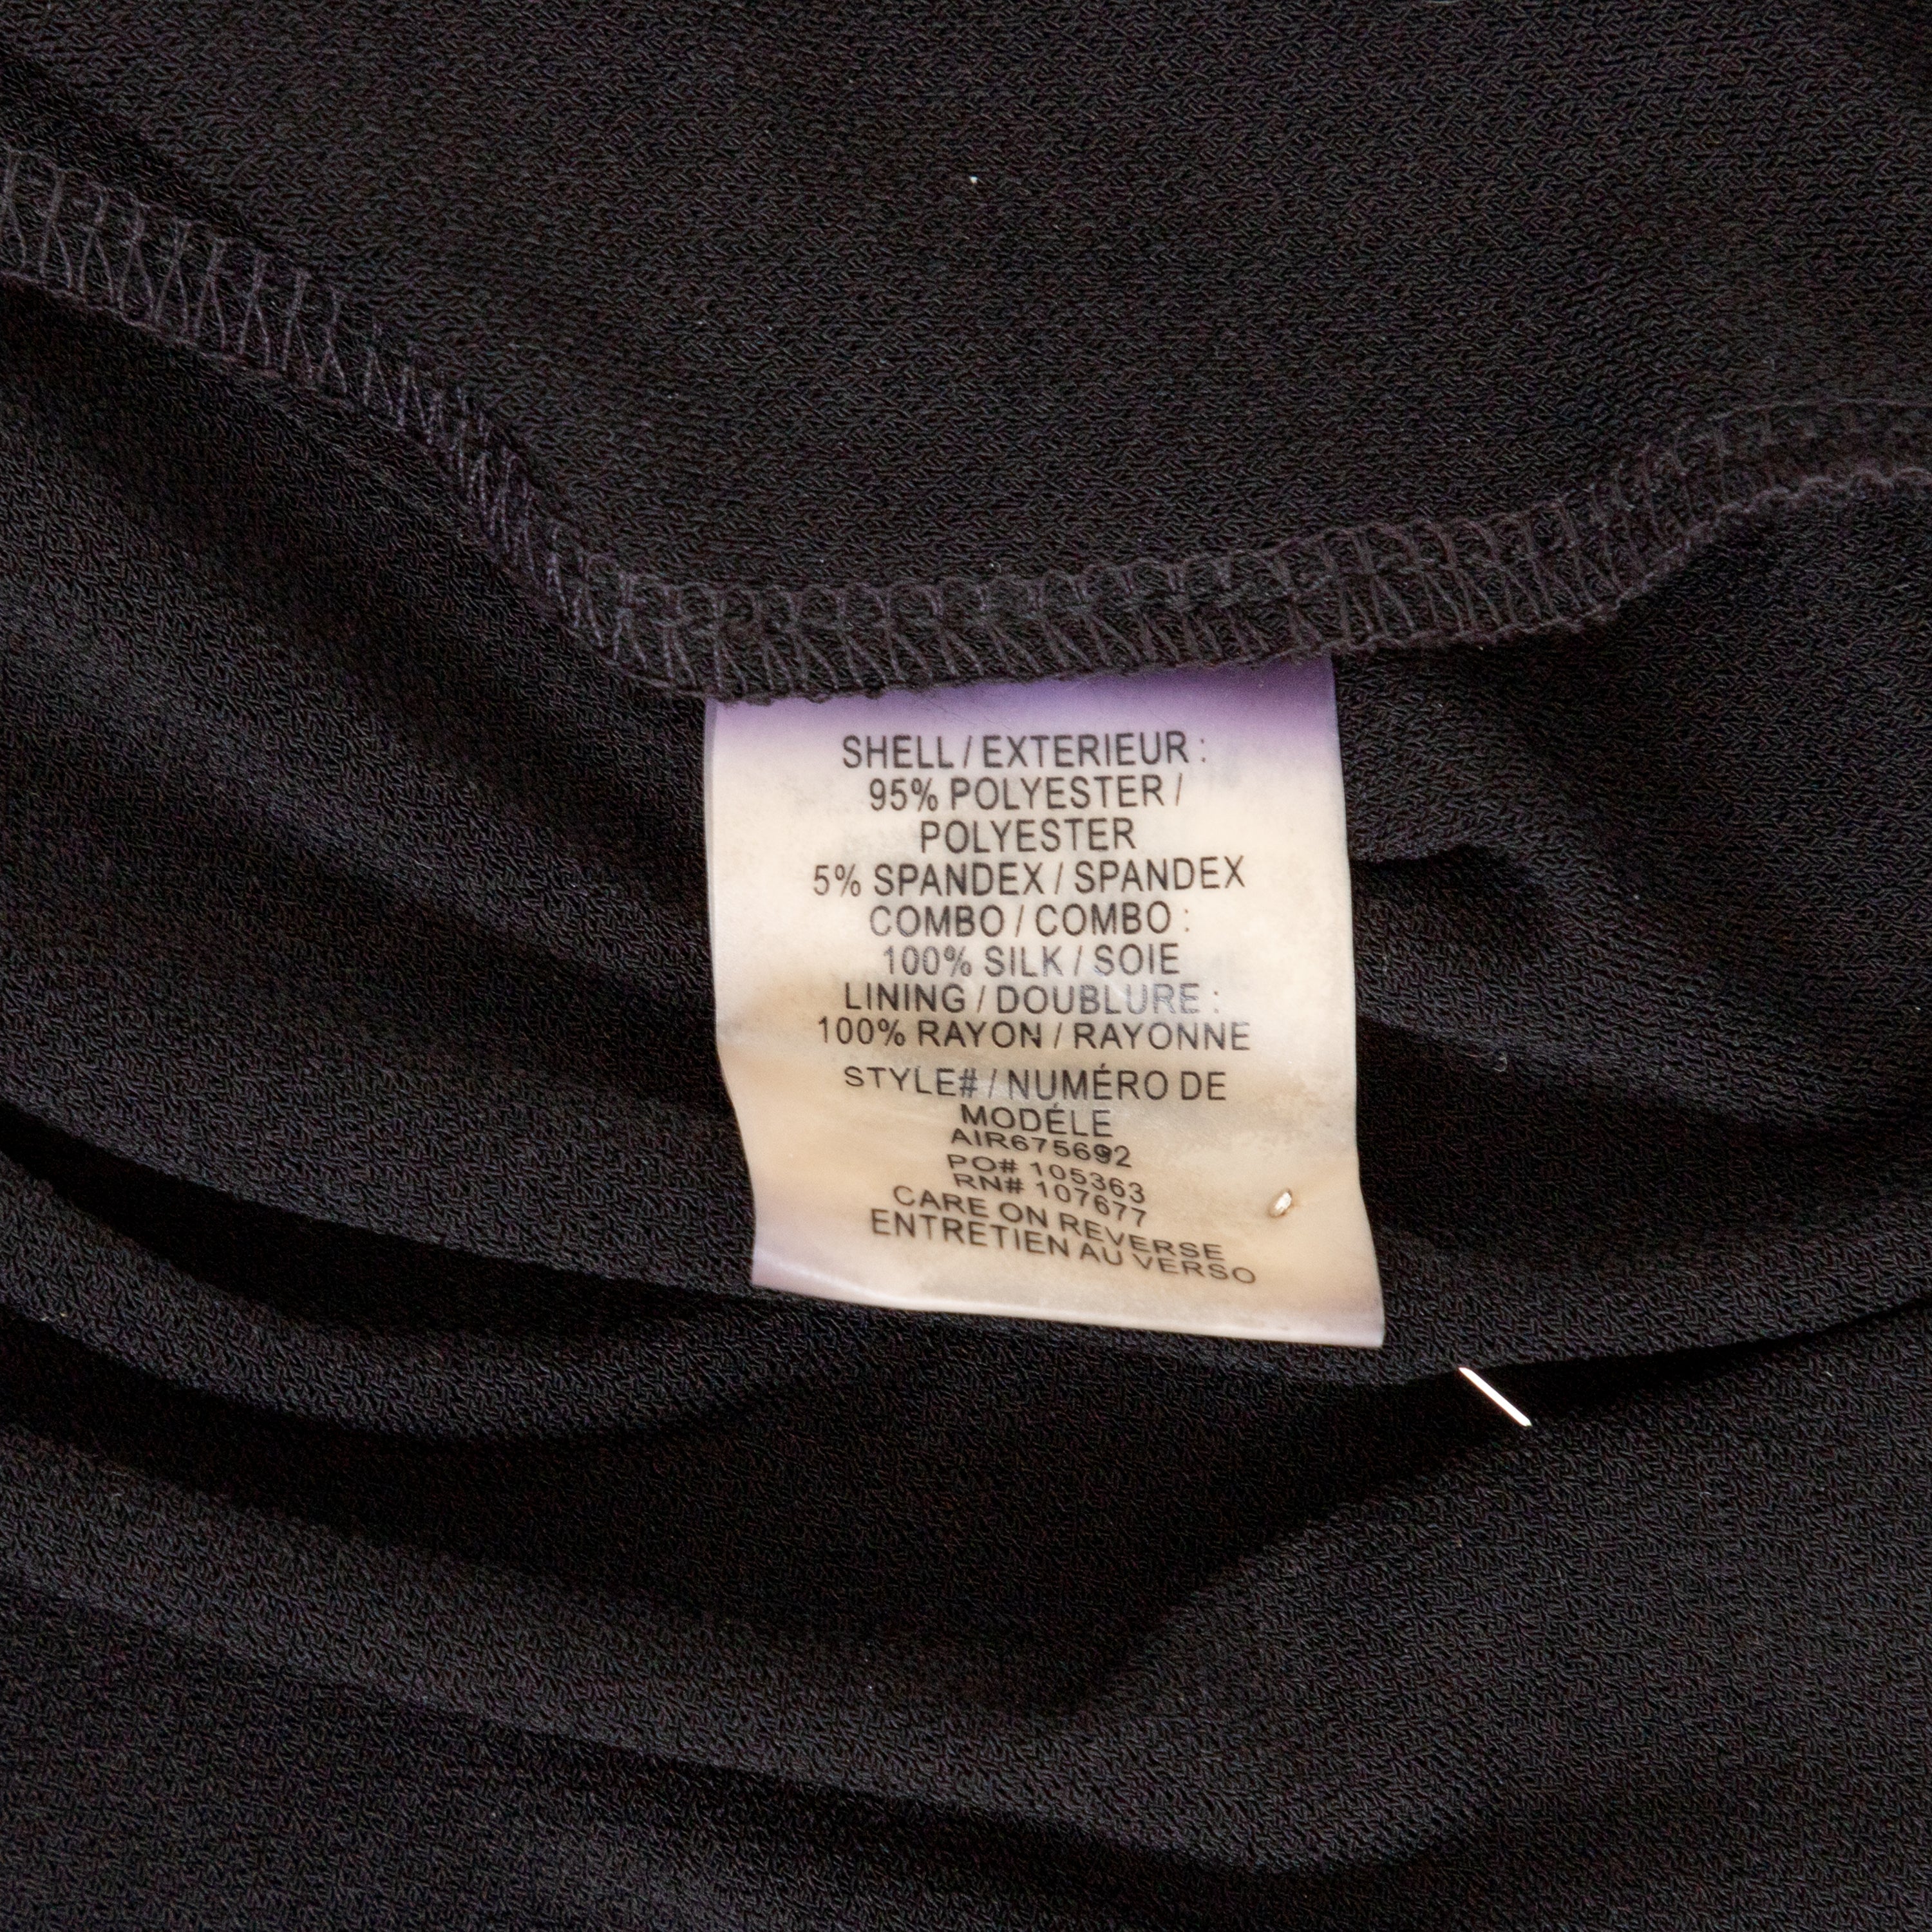 SHELL / EXTERIEUR :
95% POLYESTER /
POLYESTER
5% SPANDEX / SPANDEX
COMBO / COMBO :
100% SILK / SOIE
LINING / DOUBLURE :
100% RAYON / RAYONNE
STYLE# / NUMÉRO DE
MODÉLE
AIR675692
PO# 105363
RN# 107677
CARE ON REVERSE
ENTRETIEN AU VERSO